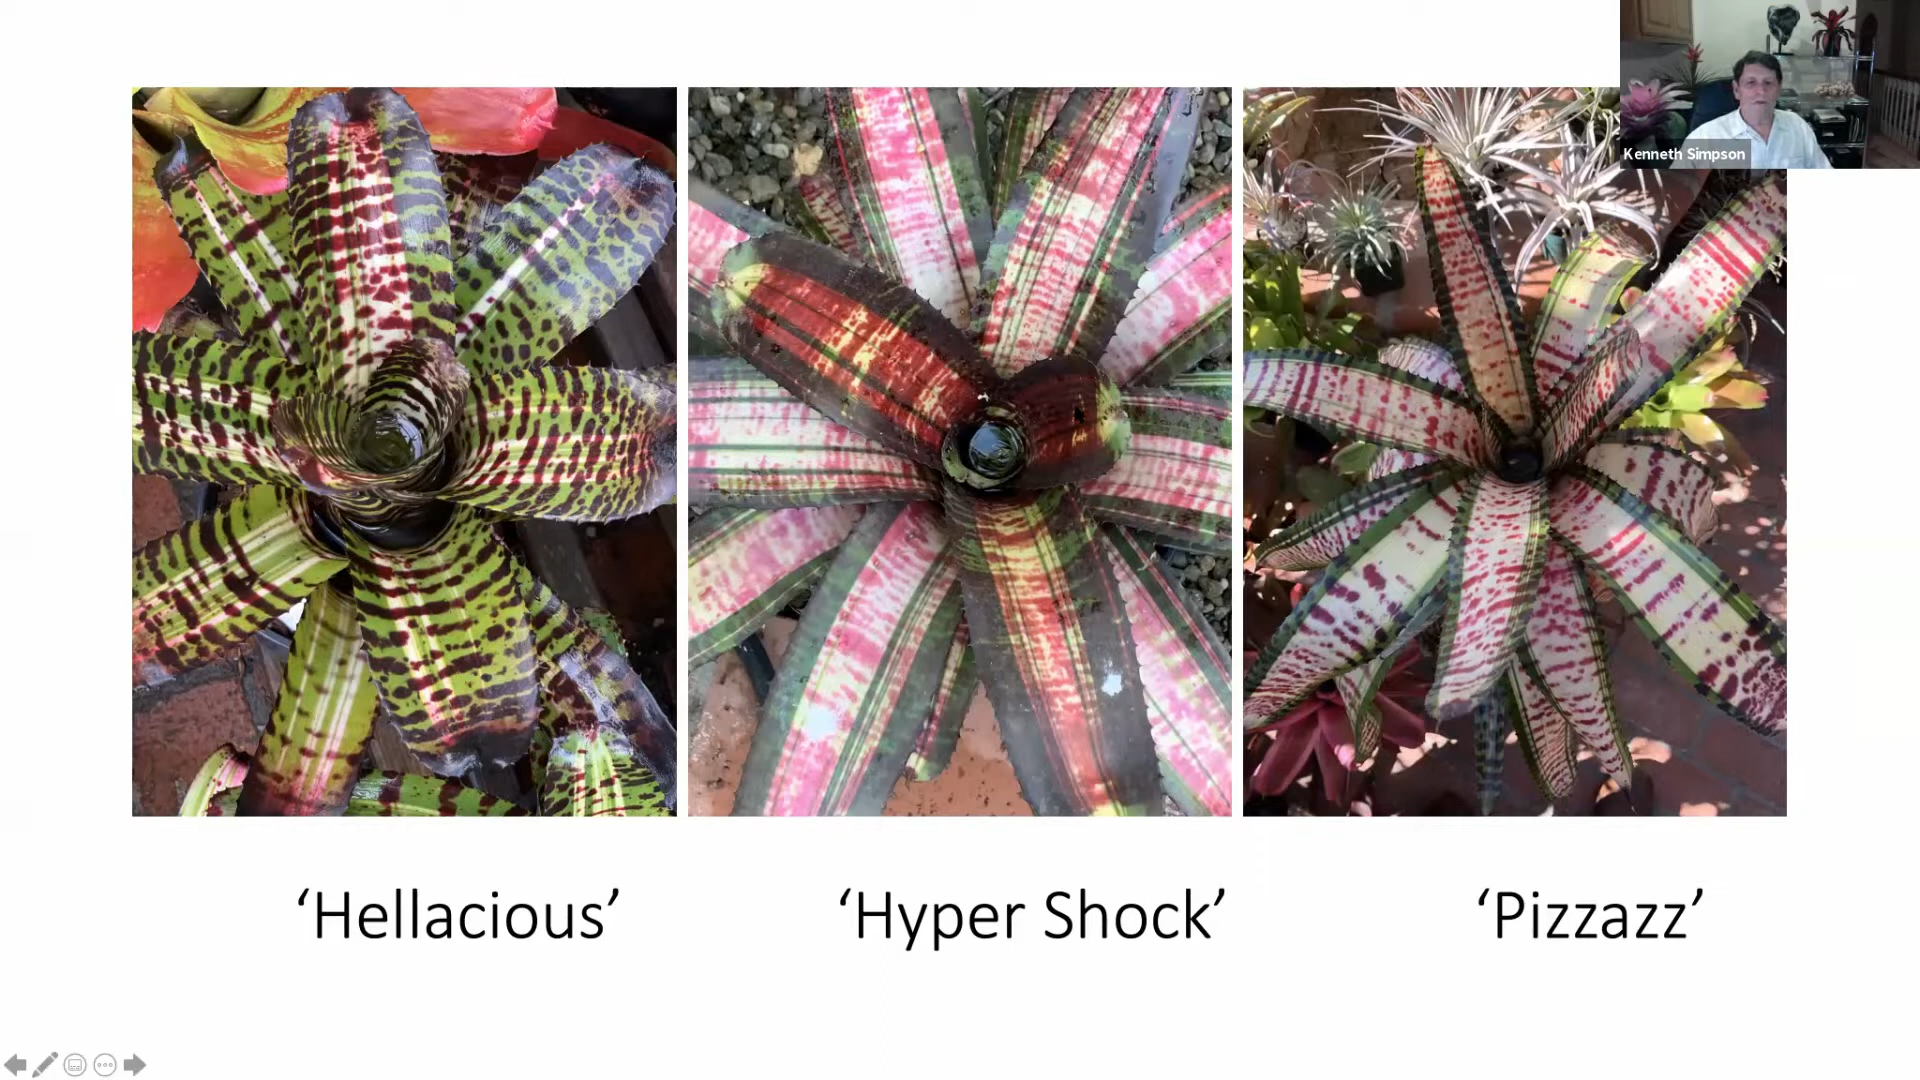 Kenneth Simpson
‘Hellacious’
‘Hyper Shock’
‘Pizzazz’